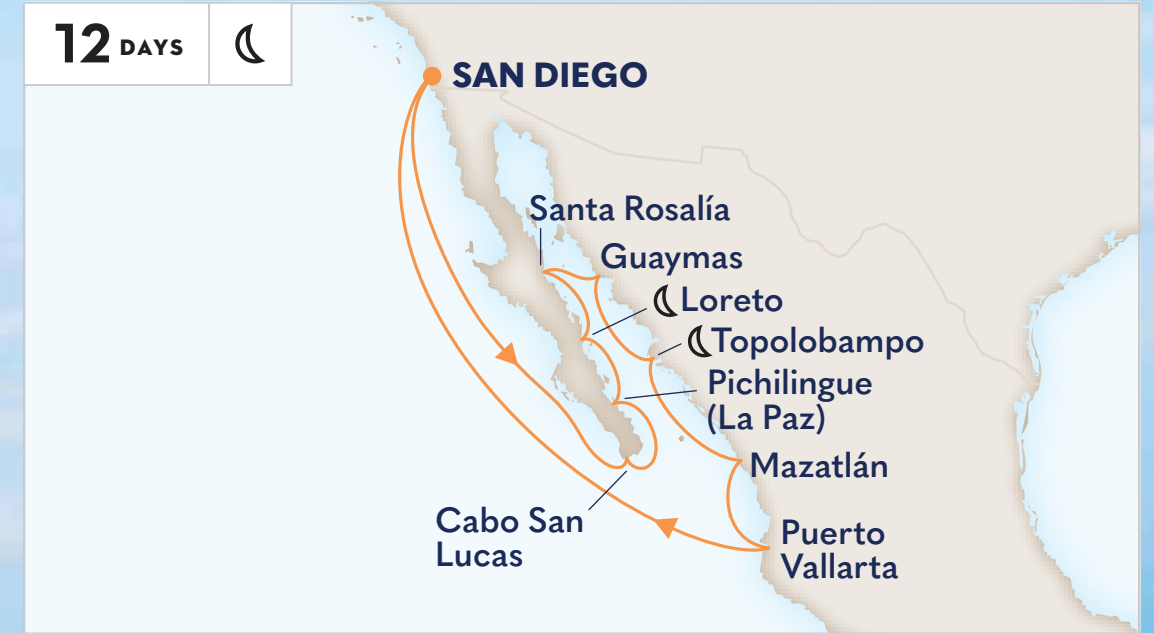 12 DAYS
SAN DIEGO
Santa Rosalía
Guaymas
Loreto
Topolobampo
Pichilingue
(La Paz)
Mazatlán
Cabo San
Lucas
Puerto
Vallarta